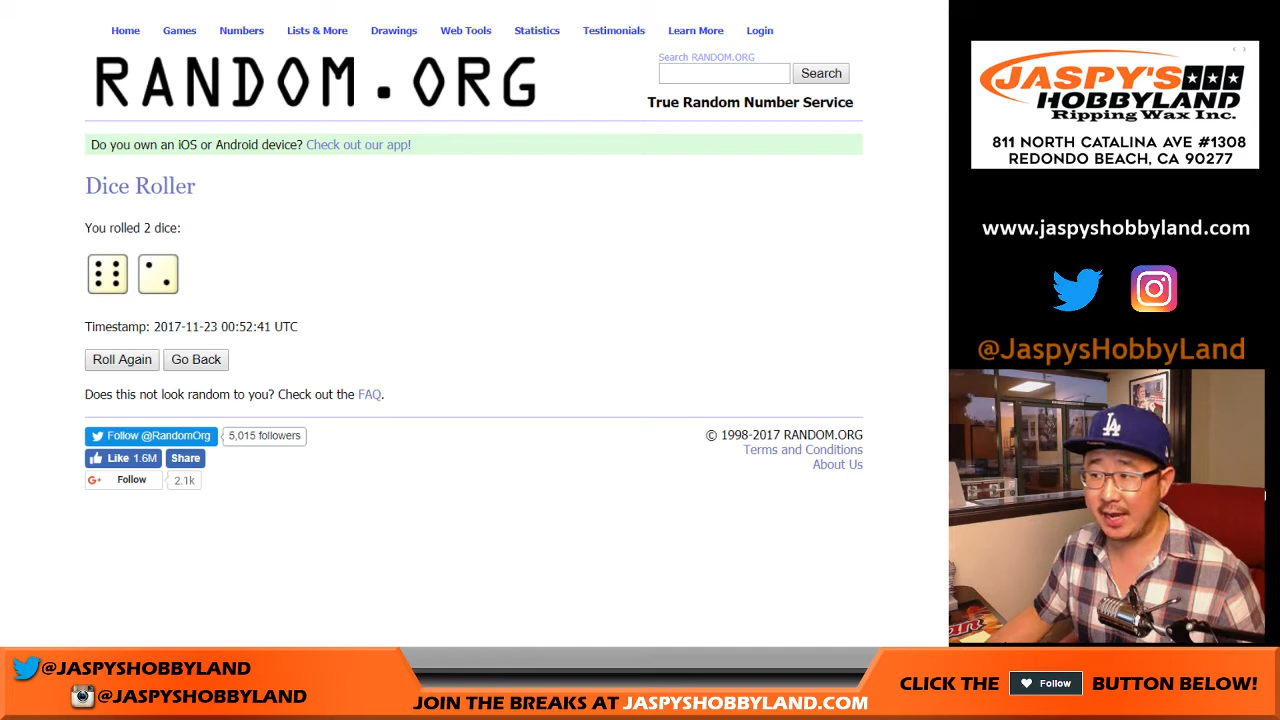 Home Games Numbers Lists & More Drawings Web Tools Statistics Testimonials Learn More Login
RANDOM.ORG
Search RANDOM.ORG
Search
True Random Number Service
Do you own an iOS or Android device? Check out our app!
Dice Roller
You rolled 2 dice:
Timestamp: 2017-11-23 00:52:41 UTC
Roll Again Go Back
Does this not look random to you? Check out the FAQ.
Follow @RandomOrg 5,015 followers
Like 1.6M Share
G+ Follow 2.1k
© 1998-2017 RANDOM.ORG
Terms and Conditions
About Us
JASPY'S
HOBBYLAND
Ripping Wax Inc.
811 NORTH CATALINA AVE #1308
REDONDO BEACH, CA 90277
www.jaspyshobbyland.com
@JaspysHobbyLand
LA
@JASPYSHOBBYLAND
@JASPYSHOBBYLAND
JOIN THE BREAKS AT JASPYSHOBBYLAND.COM
CLICK THE Follow BUTTON BELOW!